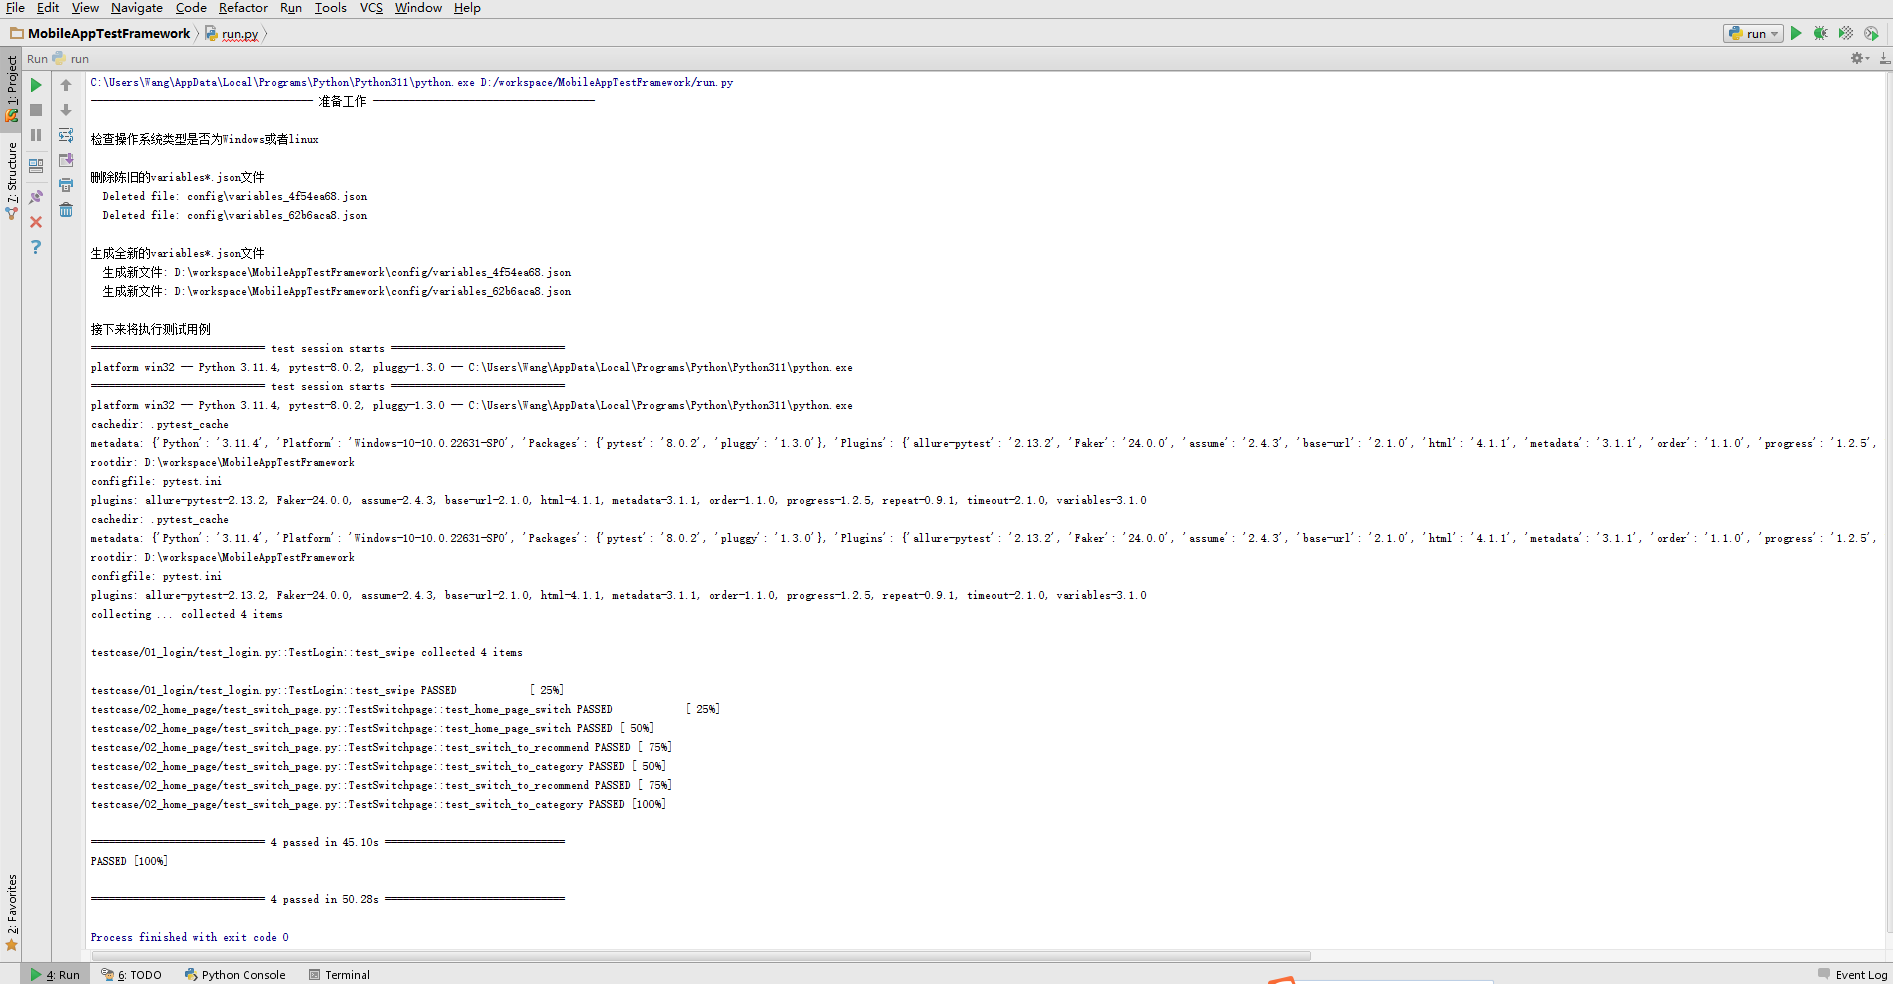 File Edit View Navigate Code Refactor Run Tools VCS Window Help
MobileAppTestFramework run.py run
Run run
1: Project
7: Structure
2: Favorites
C:\Users\Wang\AppData\Local\Programs\Python\Python311\python.exe D:/workspace/MobileAppTestFramework/run.py
------------------------------------- 准备工作 -------------------------------------
检查操作系统类型是否为Windows或者linux
删除陈旧的variables*.json文件
Deleted file: config\variables_4f54ea68.json
Deleted file: config\variables_62b6aca8.json
生成全新的variables*.json文件
生成新文件: D:\workspace\MobileAppTestFramework\config/variables_4f54ea68.json
生成新文件: D:\workspace\MobileAppTestFramework\config/variables_62b6aca8.json
接下来将执行测试用例
============================= test session starts =============================
platform win32 -- Python 3.11.4, pytest-8.0.2, pluggy-1.3.0 -- C:\Users\Wang\AppData\Local\Programs\Python\Python311\python.exe
============================= test session starts =============================
platform win32 -- Python 3.11.4, pytest-8.0.2, pluggy-1.3.0 -- C:\Users\Wang\AppData\Local\Programs\Python\Python311\python.exe
cachedir: .pytest_cache
metadata: {'Python': '3.11.4', 'Platform': 'Windows-10-10.0.22631-SP0', 'Packages': {'pytest': '8.0.2', 'pluggy': '1.3.0'}, 'Plugins': {'allure-pytest': '2.13.2', 'Faker': '24.0.0', 'assume': '2.4.3', 'base-url': '2.1.0', 'html': '4.1.1', 'metadata': '3.1.1', 'order': '1.1.0', 'progress': '1.2.5',
rootdir: D:\workspace\MobileAppTestFramework
configfile: pytest.ini
plugins: allure-pytest-2.13.2, Faker-24.0.0, assume-2.4.3, base-url-2.1.0, html-4.1.1, metadata-3.1.1, order-1.1.0, progress-1.2.5, repeat-0.9.1, timeout-2.1.0, variables-3.1.0
cachedir: .pytest_cache
metadata: {'Python': '3.11.4', 'Platform': 'Windows-10-10.0.22631-SP0', 'Packages': {'pytest': '8.0.2', 'pluggy': '1.3.0'}, 'Plugins': {'allure-pytest': '2.13.2', 'Faker': '24.0.0', 'assume': '2.4.3', 'base-url': '2.1.0', 'html': '4.1.1', 'metadata': '3.1.1', 'order': '1.1.0', 'progress': '1.2.5',
rootdir: D:\workspace\MobileAppTestFramework
configfile: pytest.ini
plugins: allure-pytest-2.13.2, Faker-24.0.0, assume-2.4.3, base-url-2.1.0, html-4.1.1, metadata-3.1.1, order-1.1.0, progress-1.2.5, repeat-0.9.1, timeout-2.1.0, variables-3.1.0
collecting ... collected 4 items
testcase/01_login/test_login.py::TestLogin::test_swipe collected 4 items
testcase/01_login/test_login.py::TestLogin::test_swipe PASSED [ 25%]
testcase/02_home_page/test_switch_page.py::TestSwitchpage::test_home_page_switch PASSED [ 25%]
testcase/02_home_page/test_switch_page.py::TestSwitchpage::test_home_page_switch PASSED [ 50%]
testcase/02_home_page/test_switch_page.py::TestSwitchpage::test_switch_to_recommend PASSED [ 75%]
testcase/02_home_page/test_switch_page.py::TestSwitchpage::test_switch_to_category PASSED [ 50%]
testcase/02_home_page/test_switch_page.py::TestSwitchpage::test_switch_to_recommend PASSED [ 75%]
testcase/02_home_page/test_switch_page.py::TestSwitchpage::test_switch_to_category PASSED [100%]
============================= 4 passed in 45.10s ==============================
PASSED [100%]
============================= 4 passed in 50.28s ==============================
Process finished with exit code 0
4: Run 6: TODO Python Console Terminal Event Log